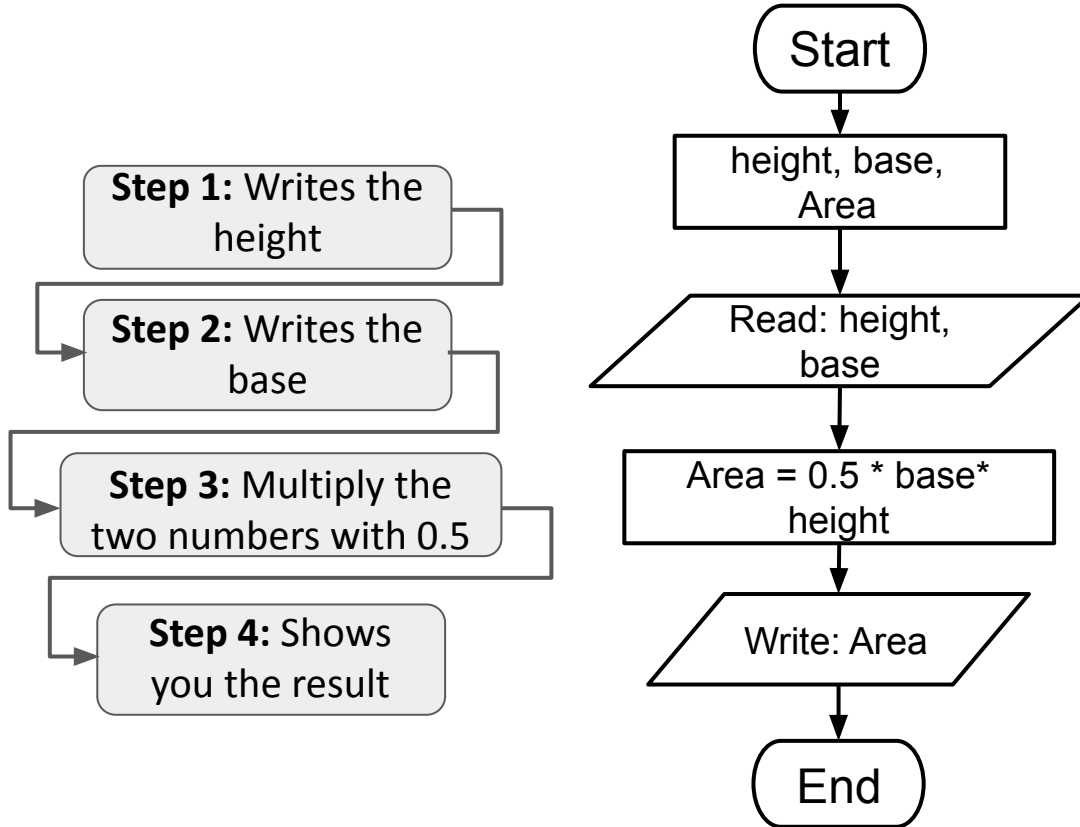 Step 1: Writes the
height
Step 2: Writes the
base
Step 3: Multiply the
two numbers with 0.5
Step 4: Shows
you the result
Start
height, base,
Area
Read: height,
base
Area = 0.5 * base*
height
Write: Area
End